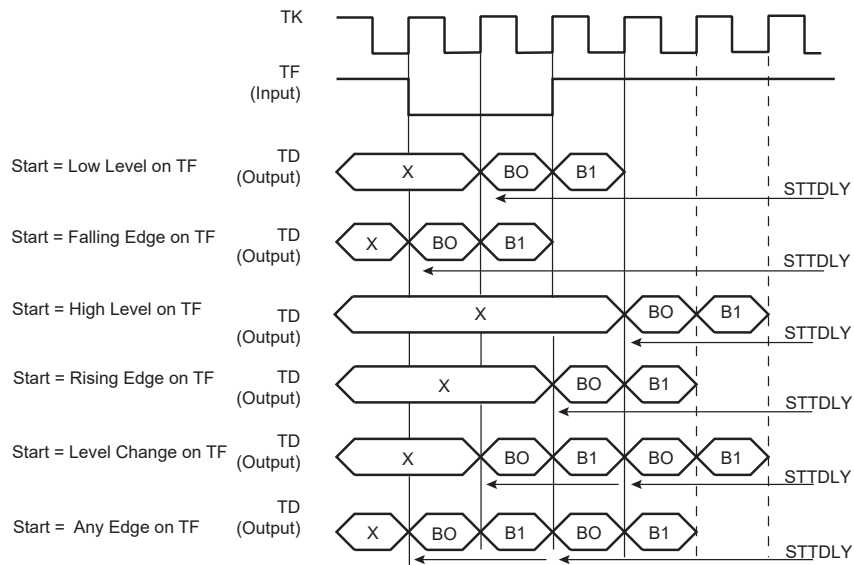 TK
TF
(Input)
Start = Low Level on TF
TD
(Output)
X
BO
B1
STTDLY
Start = Falling Edge on TF
TD
(Output)
X
BO
B1
STTDLY
Start = High Level on TF
TD
(Output)
X
BO
B1
STTDLY
Start = Rising Edge on TF
TD
(Output)
X
BO
B1
STTDLY
Start = Level Change on TF
TD
(Output)
X
BO
B1
BO
B1
STTDLY
Start = Any Edge on TF
TD
(Output)
X
BO
B1
BO
B1
STTDLY